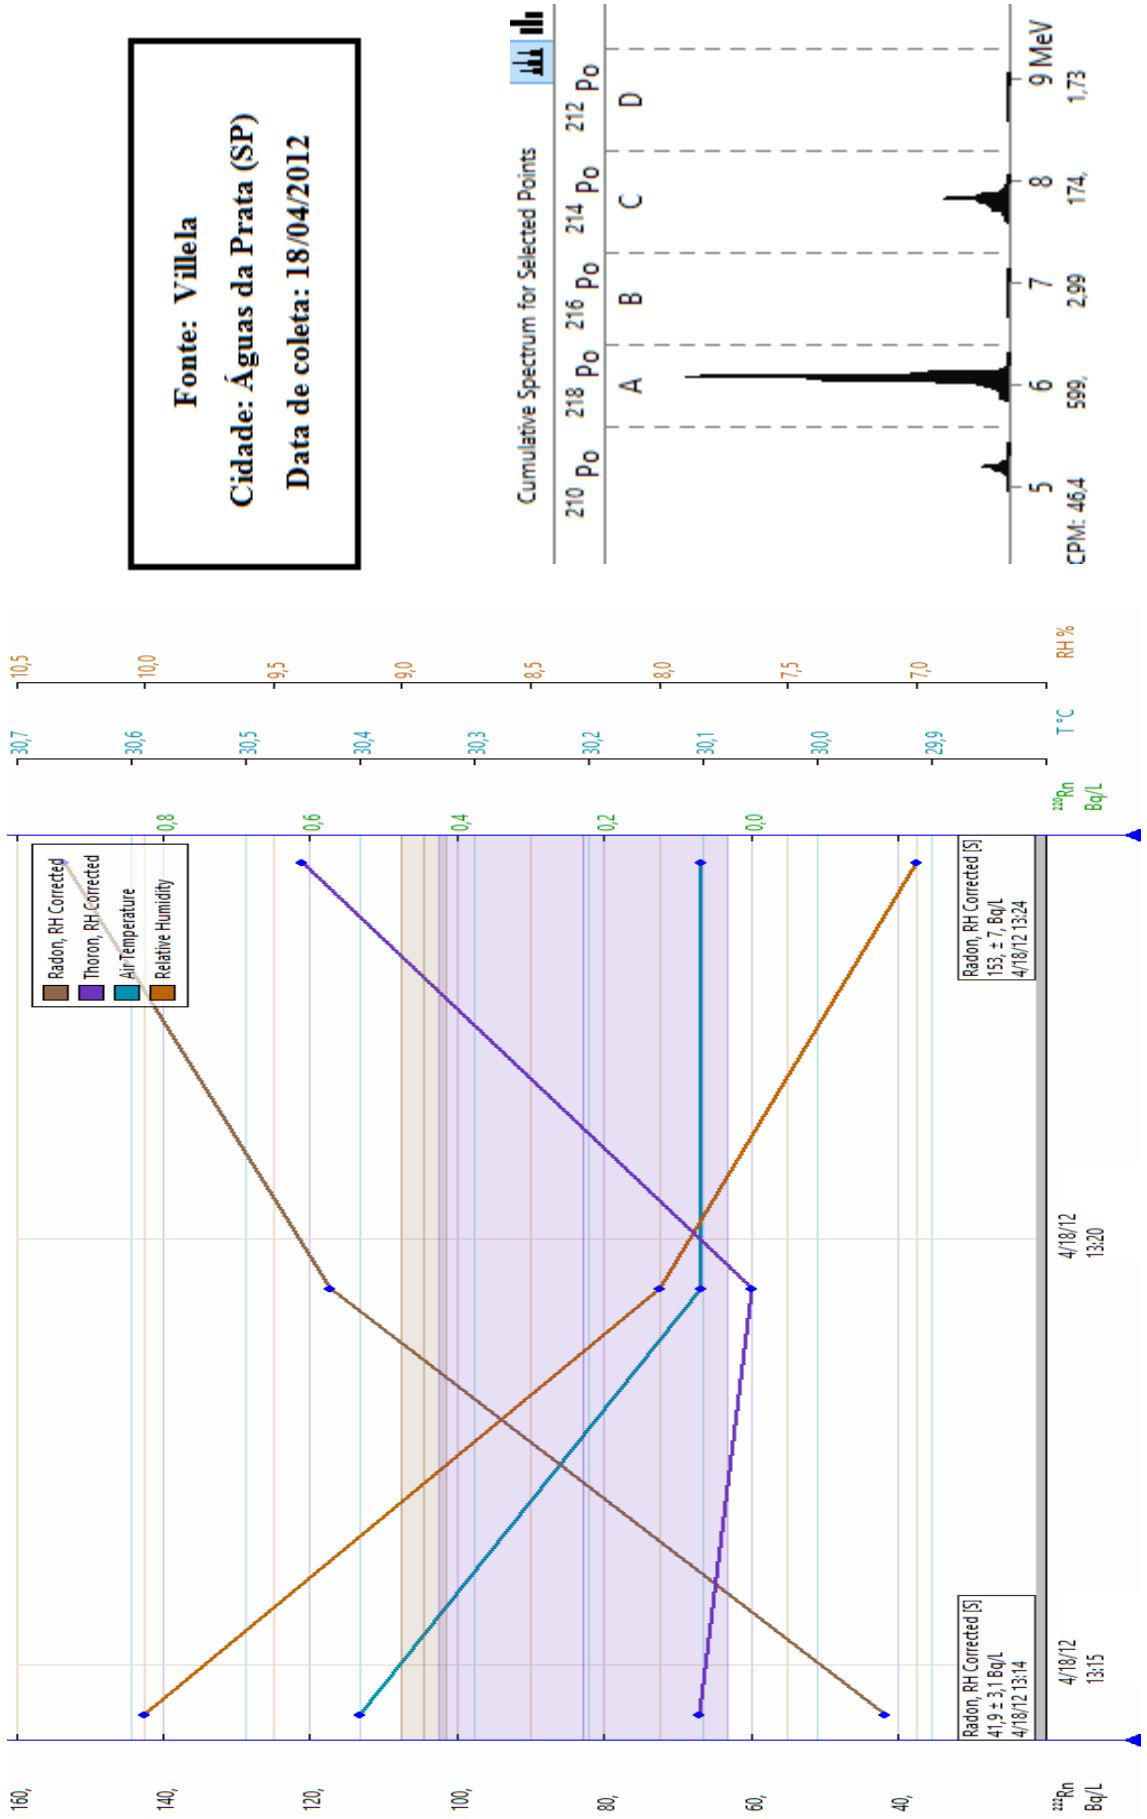 Fonte:  Villela
Cidade: Águas da Prata (SP)
Data de coleta: 18/04/2012
Cumulative Spectrum for Selected Points
210 Po 218 Po 216 Po 214 Po 212 Po
A B C D
5 6 7 8 9 MeV
CPM: 46,4 599, 2,99 174, 1,73
160,
140,
120,
100,
80,
60,
40,
222Rn
Bq/L
Radon, RH Corrected
Thoron, RH Corrected
Air Temperature
Relative Humidity
Radon, RH Corrected [S]
41,9 ± 3,1 Bq/L
4/18/12 13:14
Radon, RH Corrected [S]
153, ± 7, Bq/L
4/18/12 13:24
4/18/12
13:15
4/18/12
13:20
0,8
0,6
0,4
0,2
0,0
220Rn
Bq/L
30,7
30,6
30,5
30,4
30,3
30,2
30,1
30,0
29,9
T °C
10,5
10,0
9,5
9,0
8,5
8,0
7,5
7,0
RH %